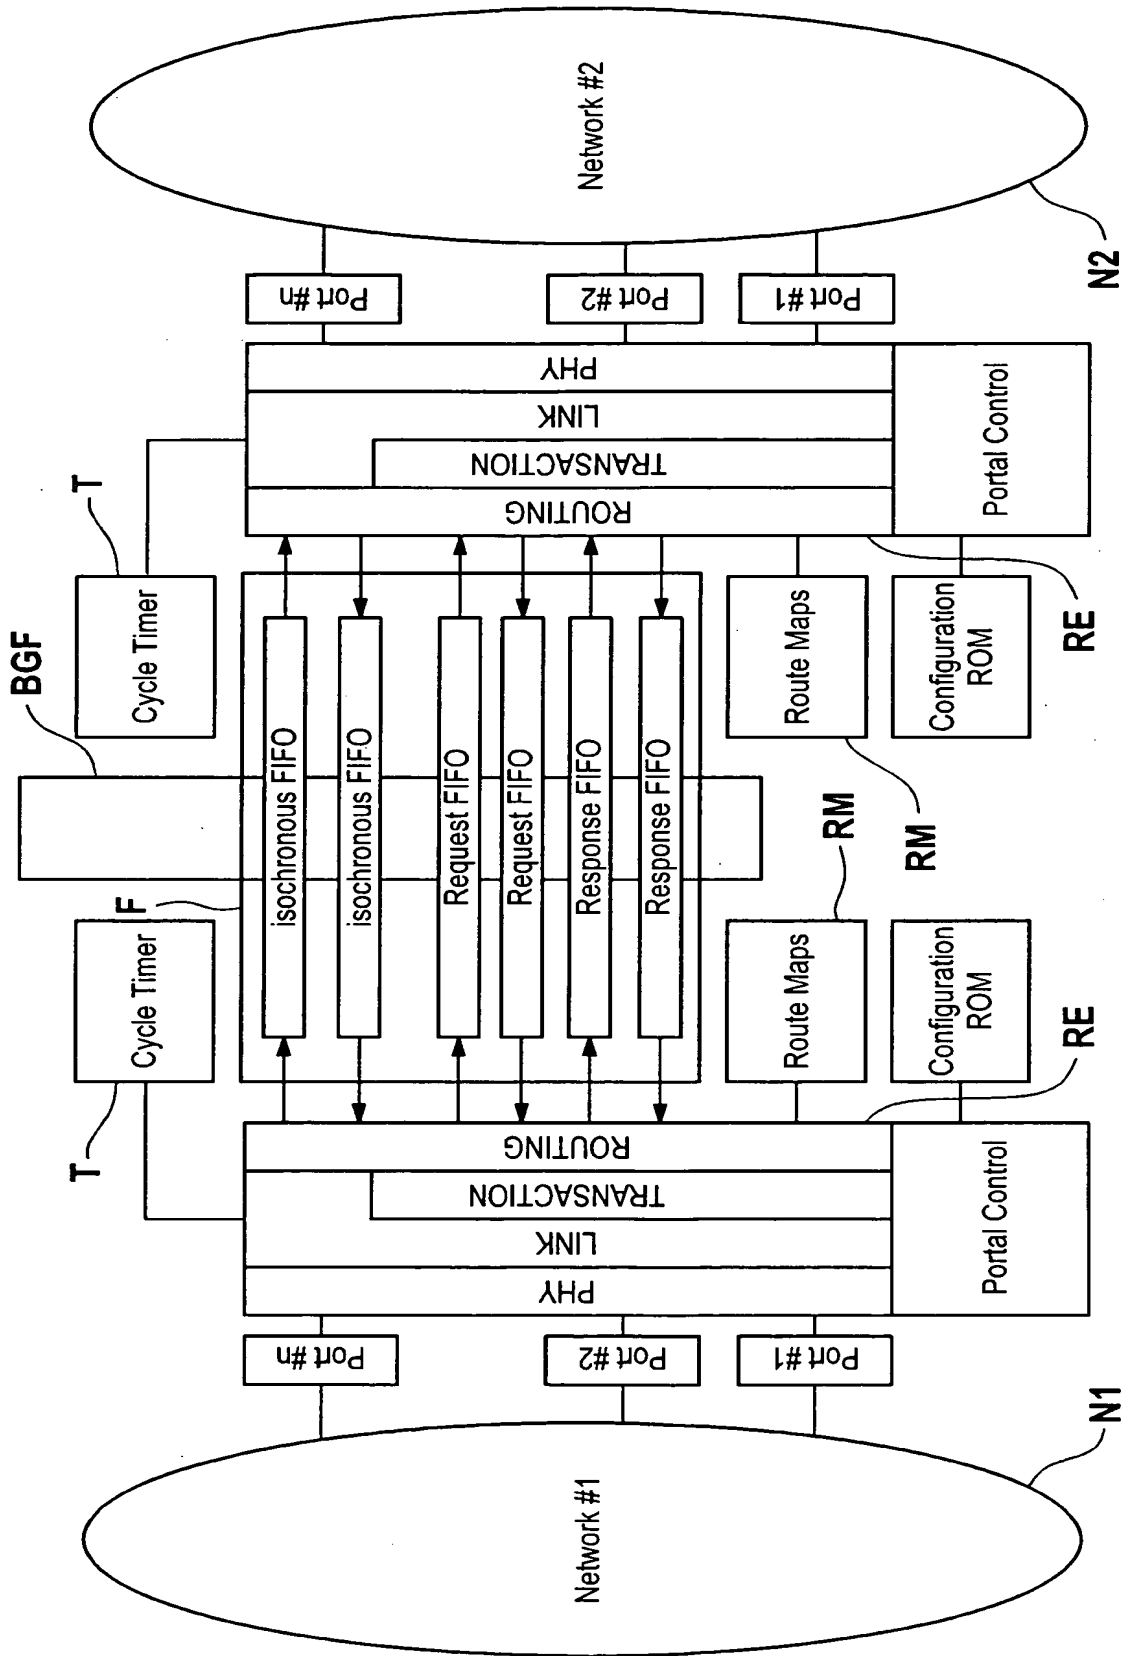 BGF
T
T
Cycle Timer
Cycle Timer
F
isochronous FIFO
isochronous FIFO
Request FIFO
Request FIFO
Response FIFO
Response FIFO
Network #1
Port #n
Port #2
Port #1
PHY
LINK
TRANSACTION
ROUTING
Portal Control
Route Maps
Configuration
ROM
RM
RE
N1
ROUTING
TRANSACTION
LINK
PHY
Portal Control
Route Maps
Configuration
ROM
RM
RE
Port #n
Port #2
Port #1
Network #2
N2